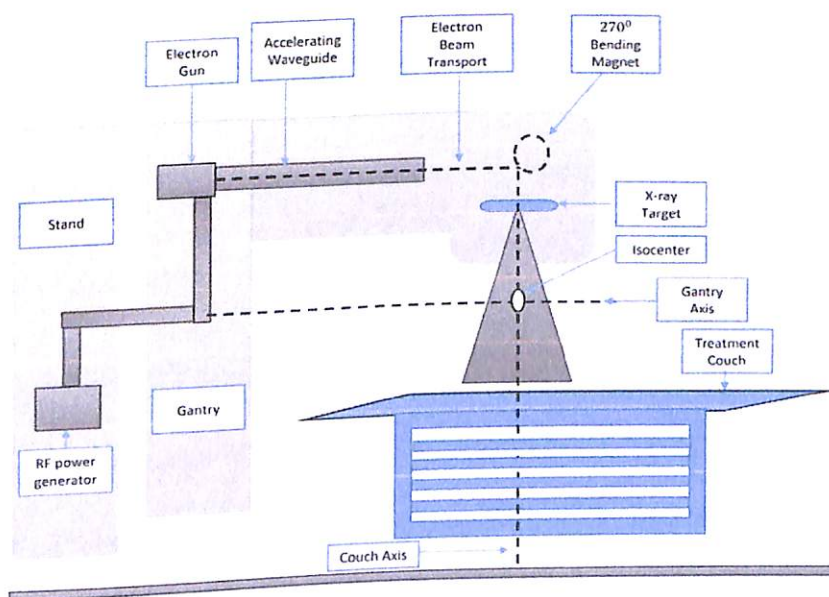 Electron
Gun
Accelerating
Waveguide
Electron
Beam
Transport
270⁰
Bending
Magnet
Stand
X-ray
Target
Isocenter
Gantry
Axis
Treatment
Couch
Gantry
RF power
generator
Couch Axis